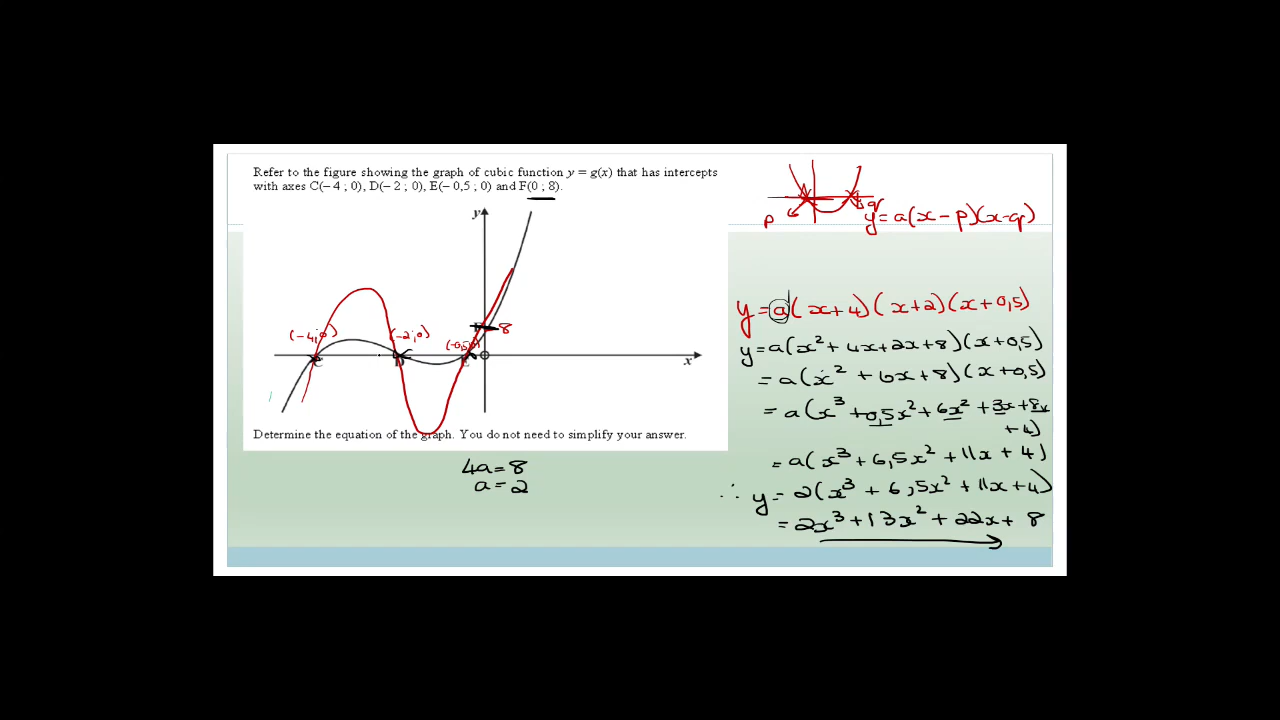 Refer to the figure showing the graph of cubic function y = g(x) that has intercepts
with axes C(− 4 ; 0), D(− 2 ; 0), E(− 0,5 ; 0) and F(0 ; 8).
p
q
y = a(x − p)(x − q)
y
(−4;0)
(−2;0)
(−0,5;0)
8
C
D
E
x
Determine the equation of the graph. You do not need to simplify your answer.
4a = 8
a = 2
y = a(x+4)(x+2)(x+0,5)
y = a(x² + 4x + 2x + 8)(x + 0,5)
= a(x² + 6x + 8)(x + 0,5)
= a(x³ + 0,5x² + 6x² + 3x + 8x
+ 4)
= a(x³ + 6,5x² + 11x + 4)
∴ y = 2(x³ + 6,5x² + 11x + 4)
= 2x³ + 13x² + 22x + 8